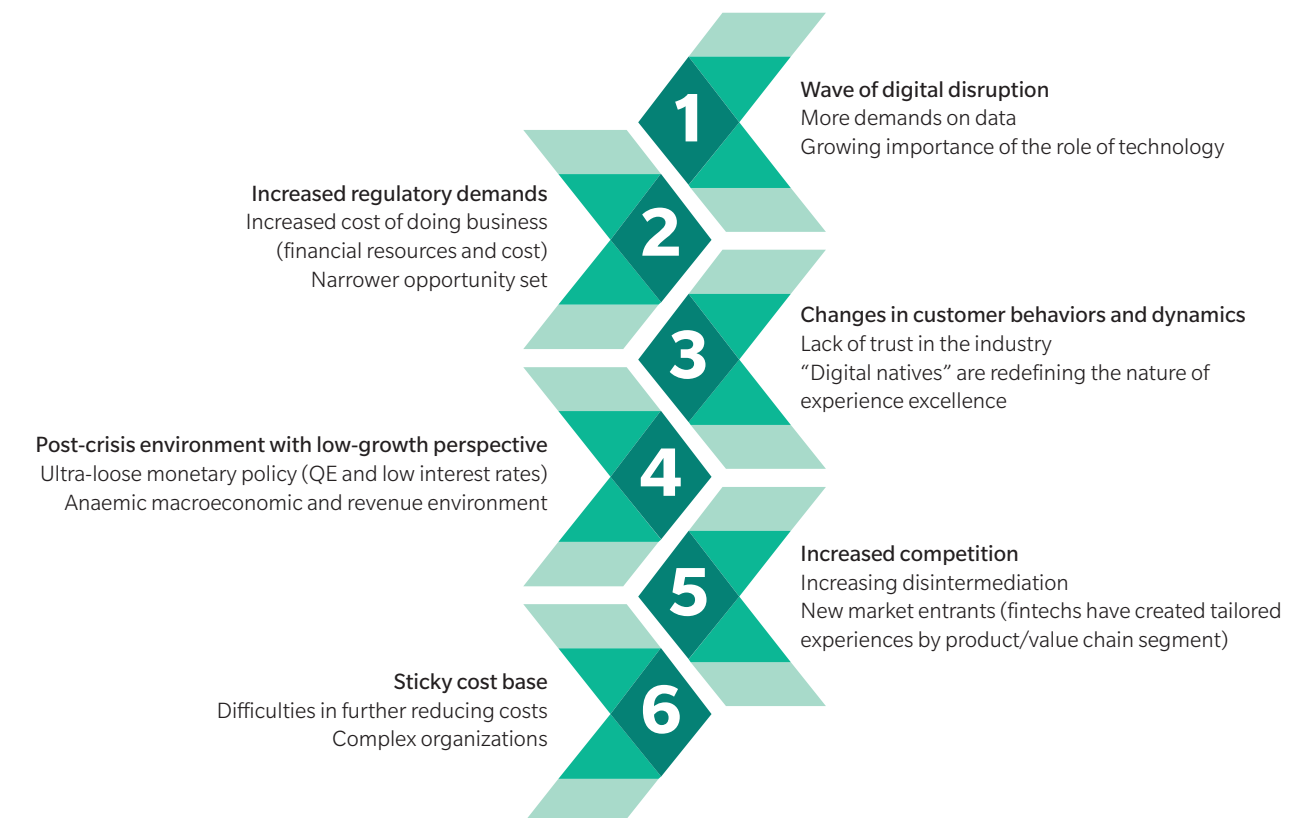 1
Wave of digital disruption
More demands on data
Growing importance of the role of technology
2
Increased regulatory demands
Increased cost of doing business
(financial resources and cost)
Narrower opportunity set
3
Changes in customer behaviors and dynamics
Lack of trust in the industry
“Digital natives” are redefining the nature of
experience excellence
4
Post-crisis environment with low-growth perspective
Ultra-loose monetary policy (QE and low interest rates)
Anaemic macroeconomic and revenue environment
5
Increased competition
Increasing disintermediation
New market entrants (fintechs have created tailored
experiences by product/value chain segment)
6
Sticky cost base
Difficulties in further reducing costs
Complex organizations